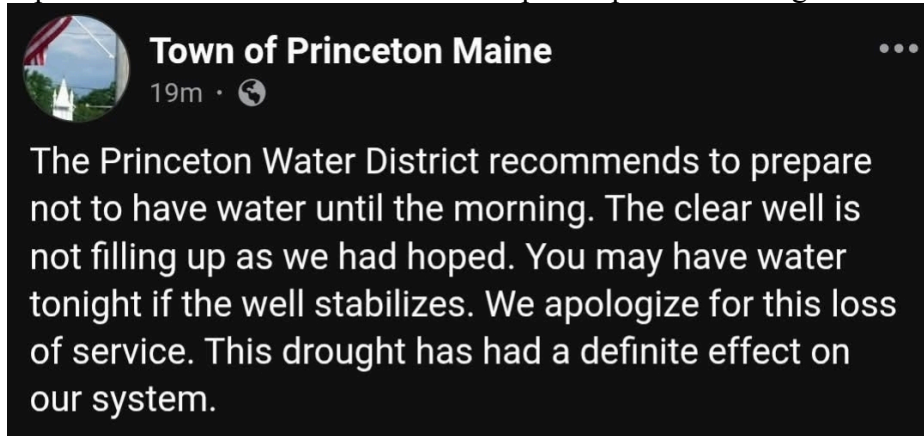 Town of Princeton Maine
19m ·
The Princeton Water District recommends to prepare
not to have water until the morning. The clear well is
not filling up as we had hoped. You may have water
tonight if the well stabilizes. We apologize for this loss
of service. This drought has had a definite effect on
our system.